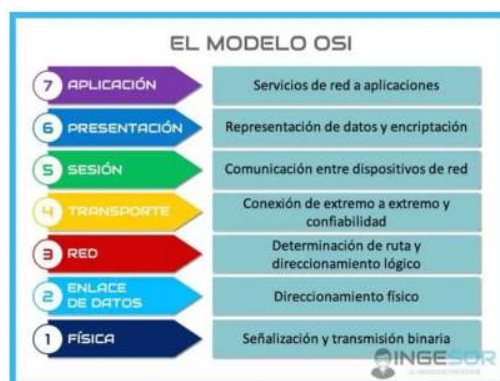 EL MODELO OSI
7 APLICACIÓN
Servicios de red a aplicaciones
6 PRESENTACIÓN
Representación de datos y encriptación
5 SESIÓN
Comunicación entre dispositivos de red
4 TRANSPORTE
Conexión de extremo a extremo y
confiabilidad
3 RED
Determinación de ruta y
direccionamiento lógico
2 ENLACE
DE DATOS
Direccionamiento físico
1 FÍSICA
Señalización y transmisión binaria
INGESOR